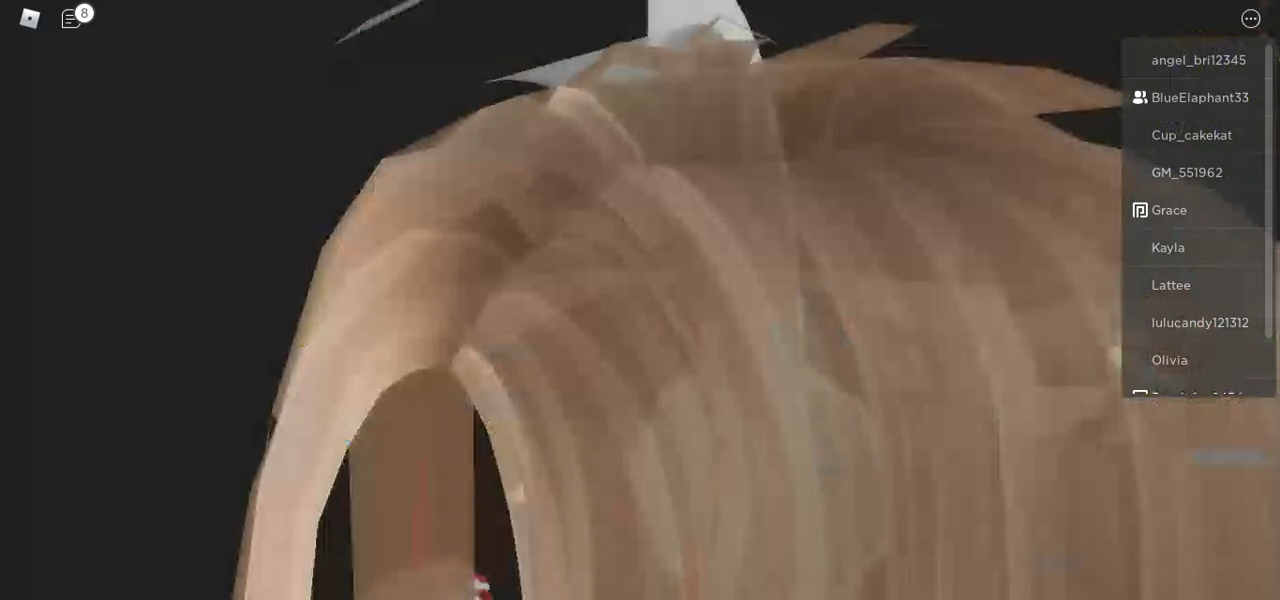 8
angel_bri12345
BlueElaphant33
Cup_cakekat
GM_551962
Grace
Kayla
Lattee
lulucandy121312
Olivia